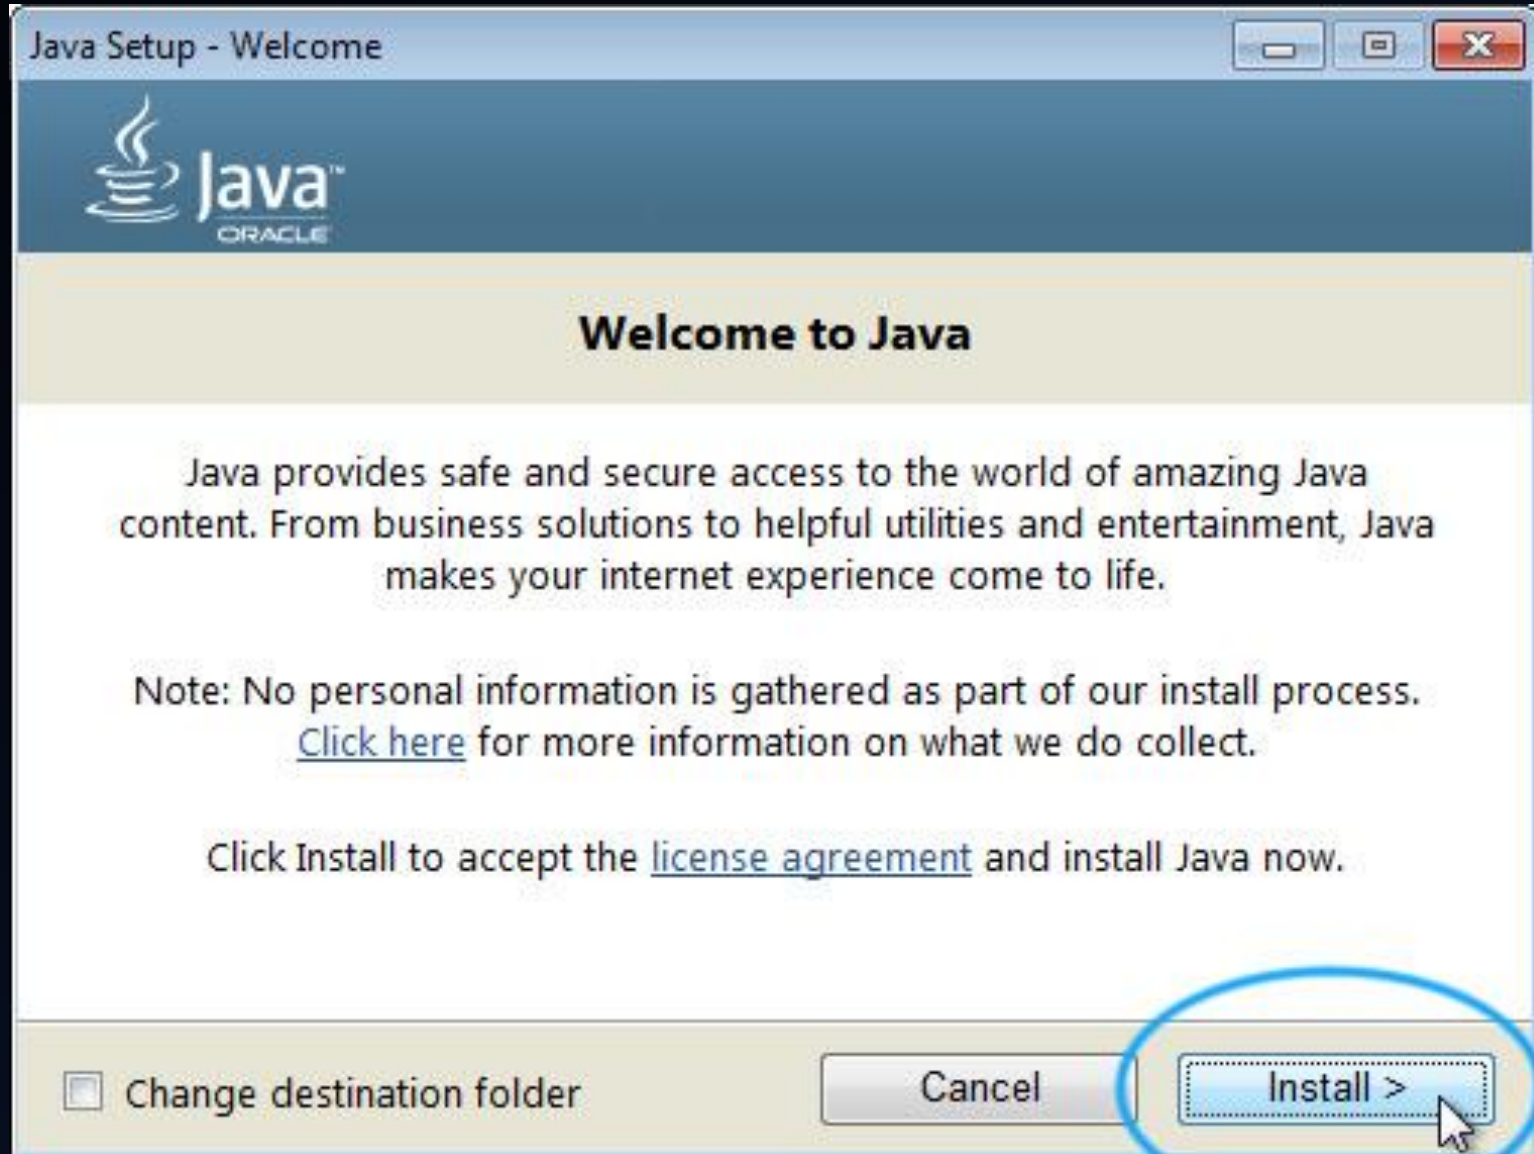 Java Setup - Welcome
Java™
ORACLE
Welcome to Java
Java provides safe and secure access to the world of amazing Java
content. From business solutions to helpful utilities and entertainment, Java
makes your internet experience come to life.
Note: No personal information is gathered as part of our install process.
Click here for more information on what we do collect.
Click Install to accept the license agreement and install Java now.
Change destination folder
Cancel
Install >